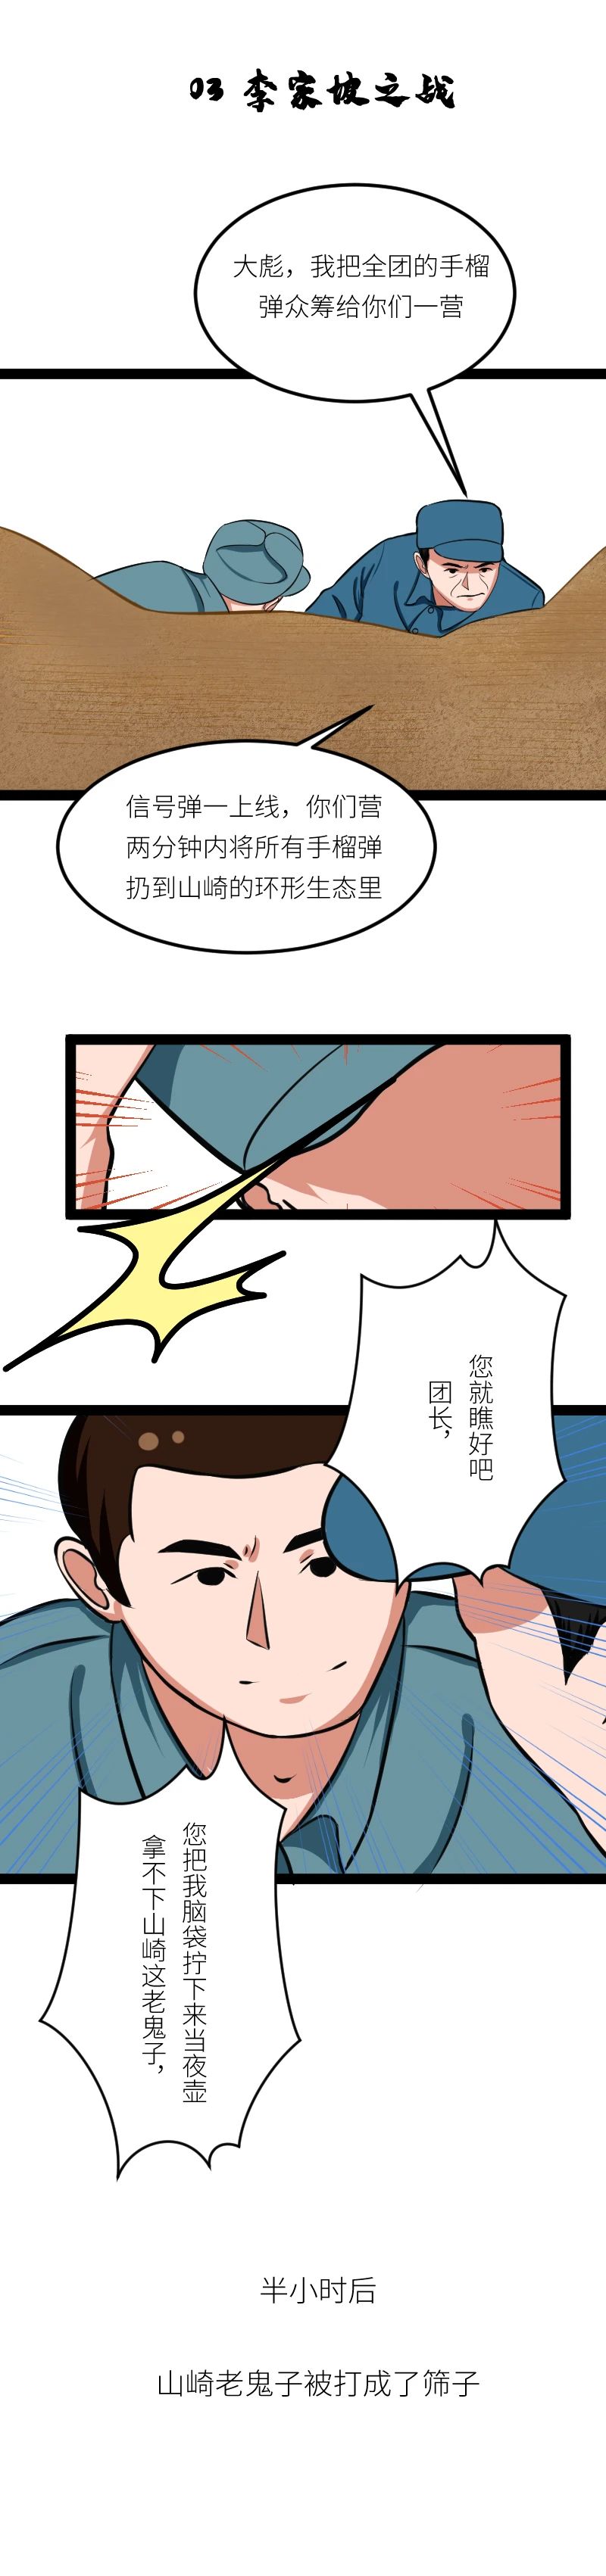 03 李家坡之战
大彪，我把全团的手榴
弹众筹给你们一营
信号弹一上线，你们营
两分钟内将所有手榴弹
扔到山崎的环形生态里
团长，
您就瞧好吧
拿不下山崎这老鬼子，
您把我脑袋拧下来当夜壶
半小时后
山崎老鬼子被打成了筛子